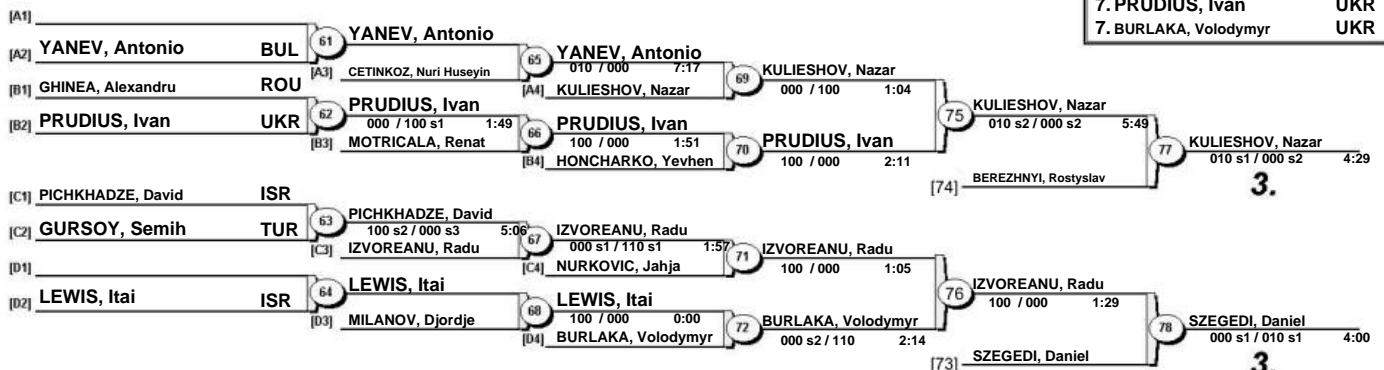 7. PRUDIUS, Ivan UKR
7. BURLAKA, Volodymyr UKR
[A1]
[A2] YANEV, Antonio BUL
61 YANEV, Antonio
[A3] CETINKOZ, Nuri Huseyin
65 YANEV, Antonio
010 / 000 7:17
[A4] KULIESHOV, Nazar
69 KULIESHOV, Nazar
000 / 100 1:04
[B1] GHINEA, Alexandru ROU
[B2] PRUDIUS, Ivan UKR
62 PRUDIUS, Ivan
000 / 100 s1 1:49
[B3] MOTRICALA, Renat
66 PRUDIUS, Ivan
100 / 000 1:51
[B4] HONCHARKO, Yevhen
70 PRUDIUS, Ivan
100 / 000 2:11
75 KULIESHOV, Nazar
010 s2 / 000 s2 5:49
[74] BEREZHNYI, Rostyslav
77 KULIESHOV, Nazar
010 s1 / 000 s2 4:29
3.
[C1] PICHKHADZE, David ISR
[C2] GURSOY, Semih TUR
63 PICHKHADZE, David
100 s2 / 000 s3 5:06
[C3] IZVOREANU, Radu
67 IZVOREANU, Radu
000 s1 / 110 s1 1:57
[C4] NURKOVIC, Jahja
71 IZVOREANU, Radu
100 / 000 1:05
[D1]
[D2] LEWIS, Itai ISR
64 LEWIS, Itai
[D3] MILANOV, Djordje
68 LEWIS, Itai
100 / 000 0:00
[D4] BURLAKA, Volodymyr
72 BURLAKA, Volodymyr
000 s2 / 110 2:14
76 IZVOREANU, Radu
100 / 000 1:29
[73] SZEGEDI, Daniel
78 SZEGEDI, Daniel
000 s1 / 010 s1 4:00
3.